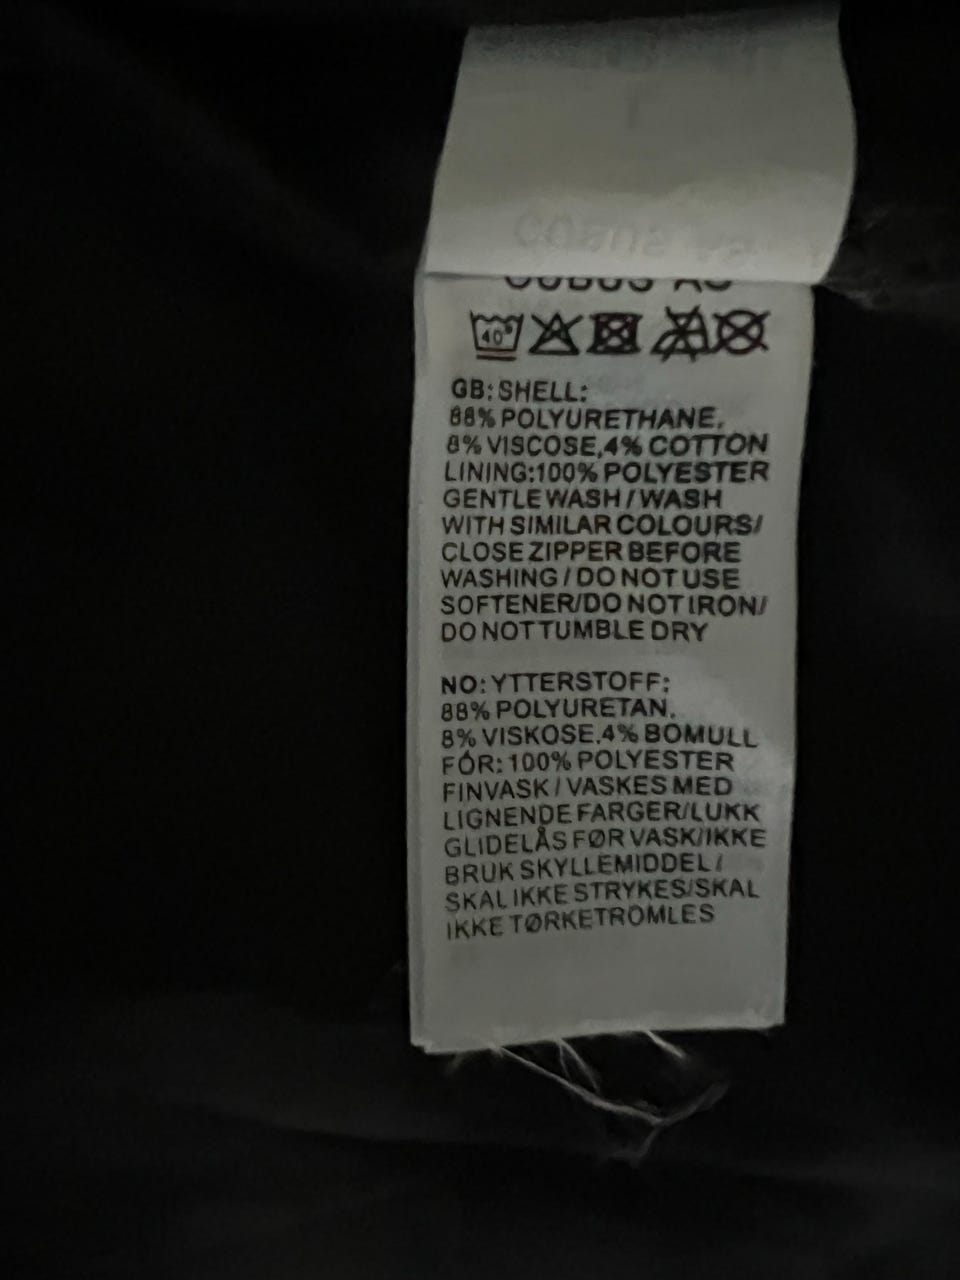 CUBUS AS
40°
GB: SHELL:
88% POLYURETHANE,
8% VISCOSE, 4% COTTON
LINING:100% POLYESTER
GENTLE WASH / WASH
WITH SIMILAR COLOURS/
CLOSE ZIPPER BEFORE
WASHING / DO NOT USE
SOFTENER/DO NOT IRON/
DO NOT TUMBLE DRY
NO: YTTERSTOFF:
88% POLYURETAN,
8% VISKOSE, 4% BOMULL
FÓR: 100% POLYESTER
FINVASK / VASKES MED
LIGNENDE FARGER/LUKK
GLIDELÅS FØR VASK/IKKE
BRUK SKYLLEMIDDEL /
SKAL IKKE STRYKES/SKAL
IKKE TØRKETROMLES